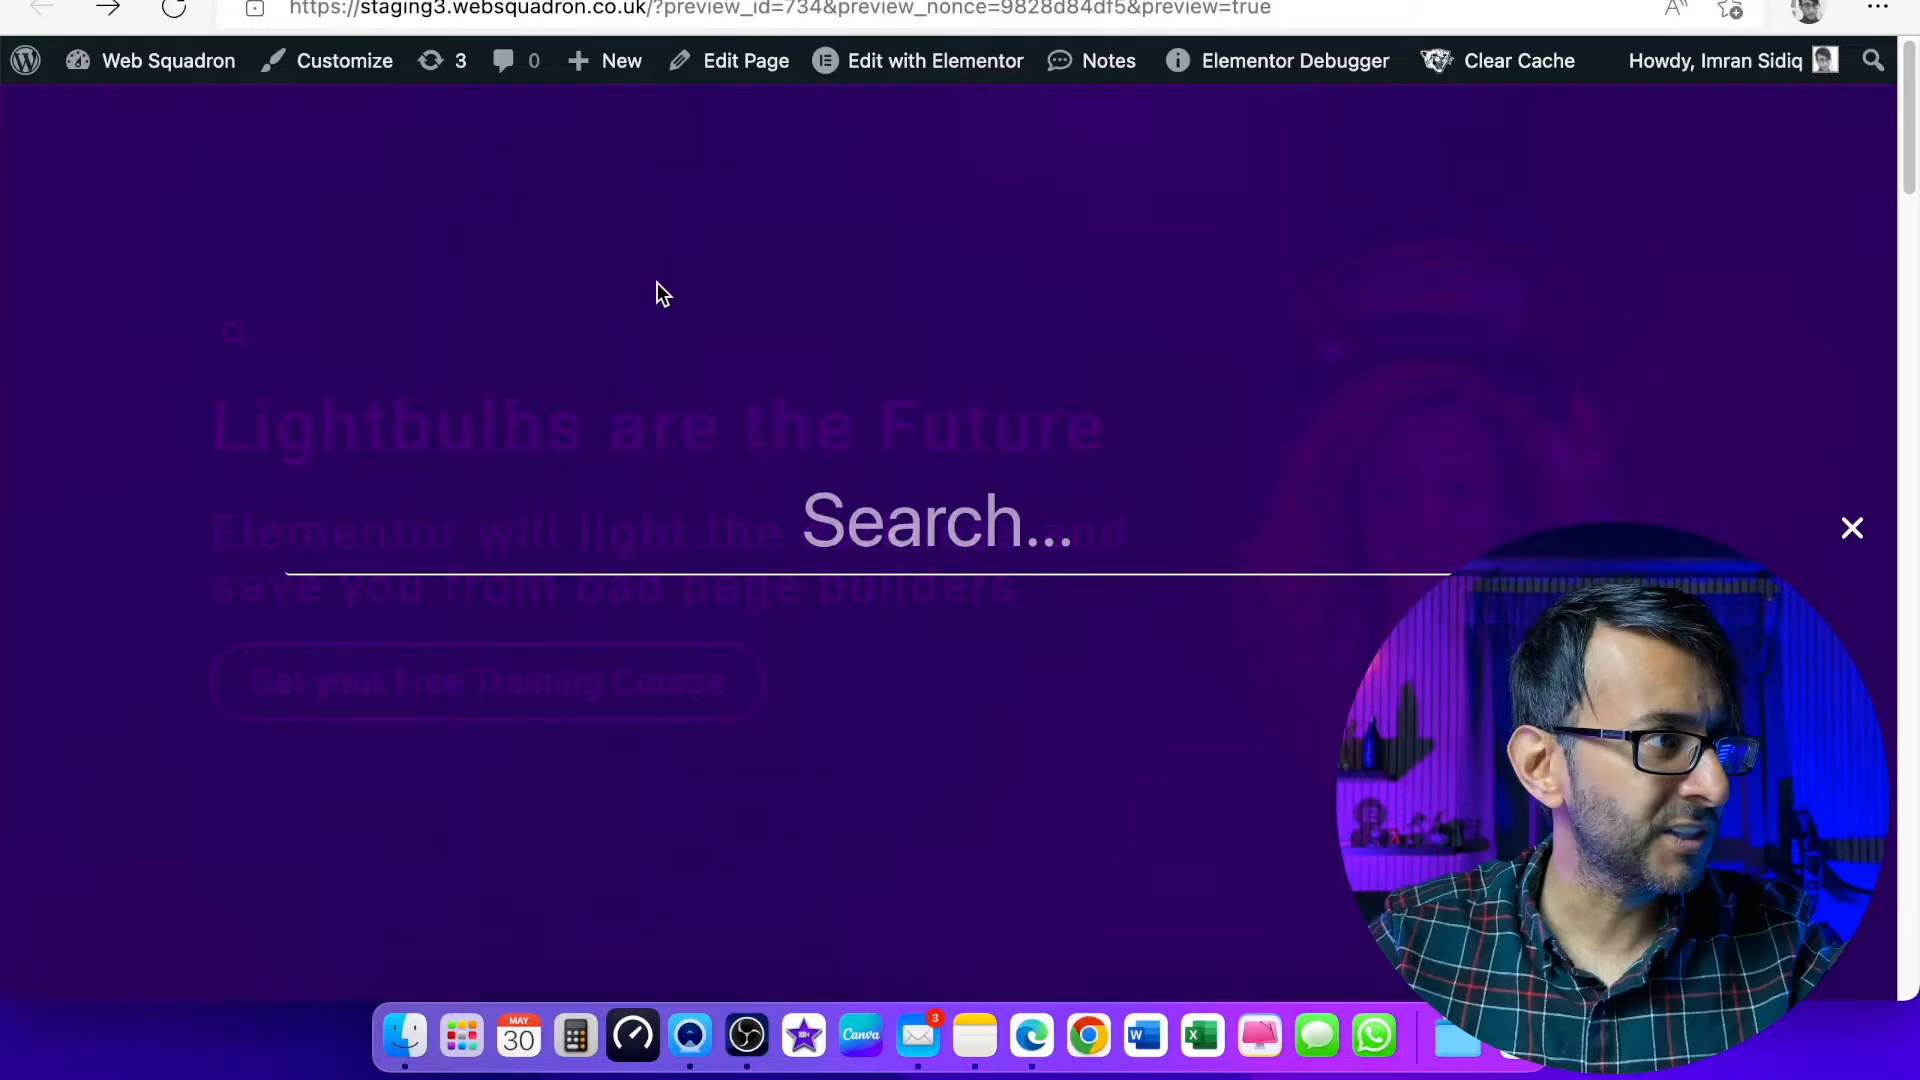 https://staging3.websquadron.co.uk/?preview_id=734&preview_nonce=9828d84df5&preview=true
Web Squadron Customize 3 0 New Edit Page Edit with Elementor Notes Elementor Debugger Clear Cache Howdy, Imran Sidiq
Lightbulbs are the Future
Search...
Elementor will light the and
save you from bad page builders
Get your Free Training Course
MAY
30
Canva
3
W
X